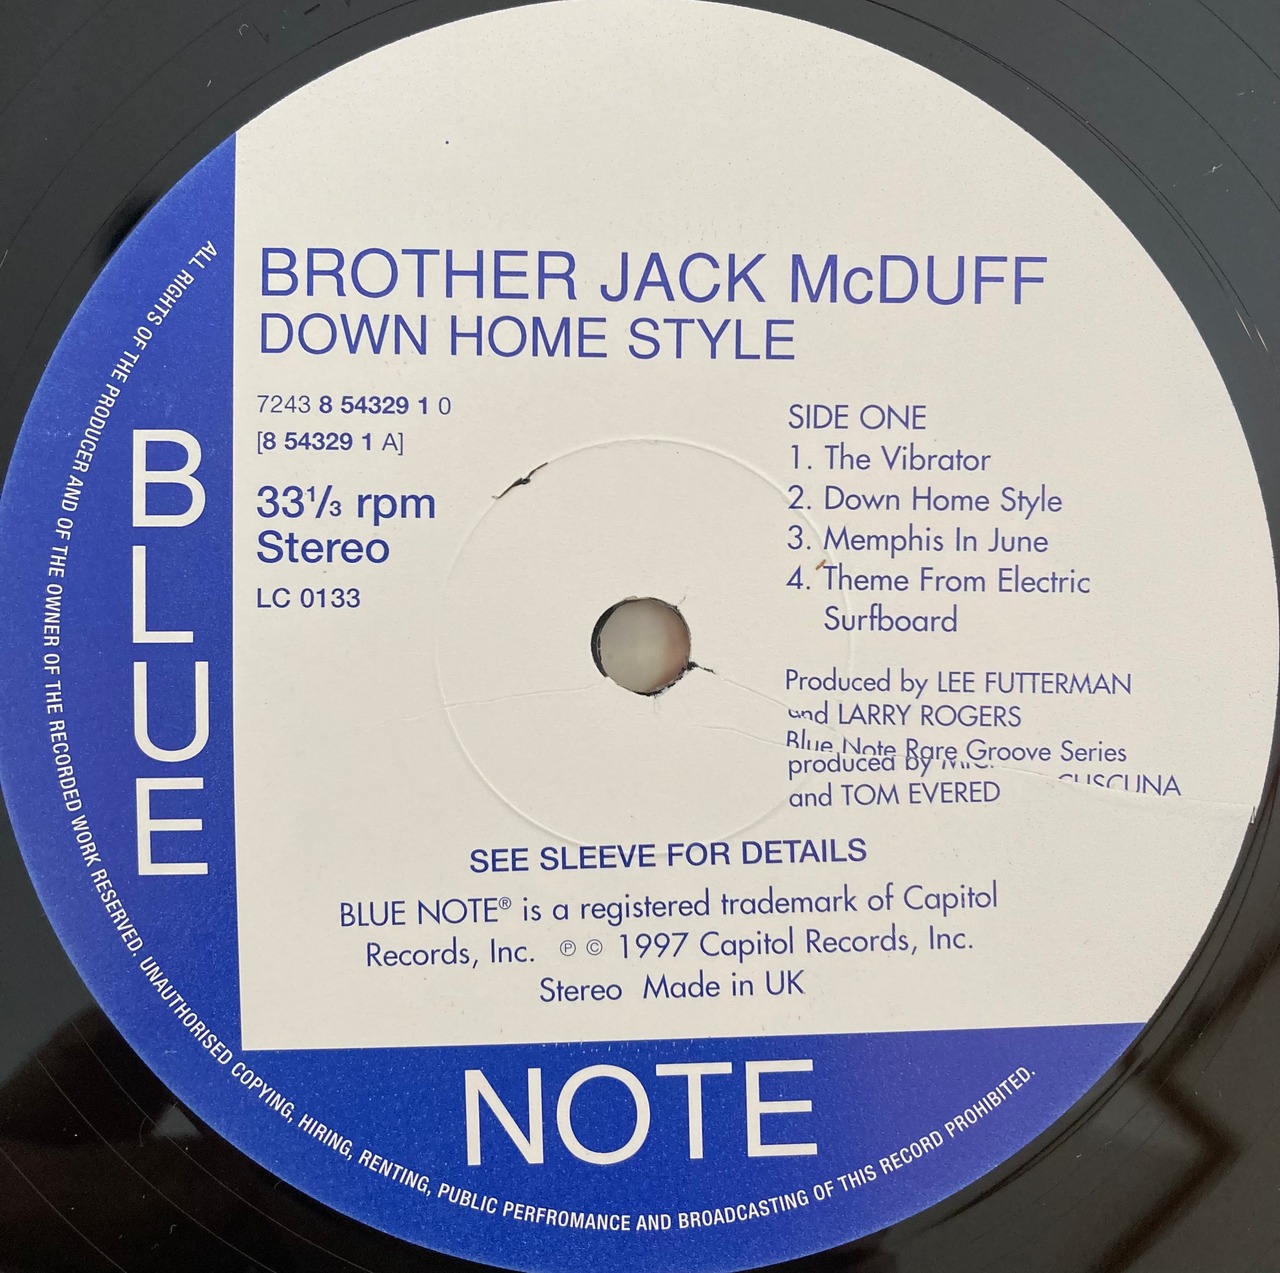 BROTHER JACK McDUFF
DOWN HOME STYLE
7243 8 54329 1 0
[8 54329 1 A]
33⅓ rpm
Stereo
LC 0133
SIDE ONE
1. The Vibrator
2. Down Home Style
3. Memphis In June
4. Theme From Electric
Surfboard
Produced by LEE FUTTERMAN
and LARRY ROGERS
Blue Note Rare Groove Series
produced by CUSCUNA
and TOM EVERED
SEE SLEEVE FOR DETAILS
BLUE NOTE® is a registered trademark of Capitol
Records, Inc. ℗ © 1997 Capitol Records, Inc.
Stereo Made in UK
BLUE
NOTE
ALL RIGHTS OF THE PRODUCER AND OF THE OWNER OF THE RECORDED WORK RESERVED. UNAUTHORISED COPYING, HIRING, RENTING, PUBLIC PERFROMANCE AND BROADCASTING OF THIS RECORD PROHIBITED.